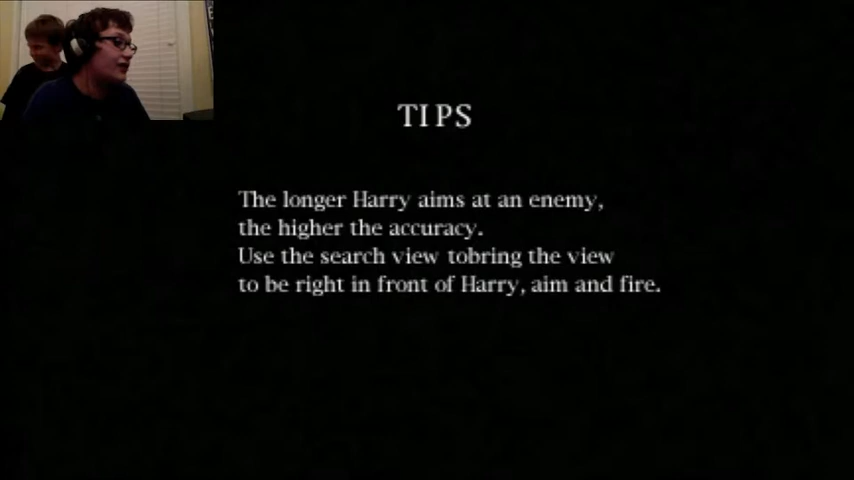 TIPS
The longer Harry aims at an enemy,
the higher the accuracy.
Use the search view tobring the view
to be right in front of Harry, aim and fire.